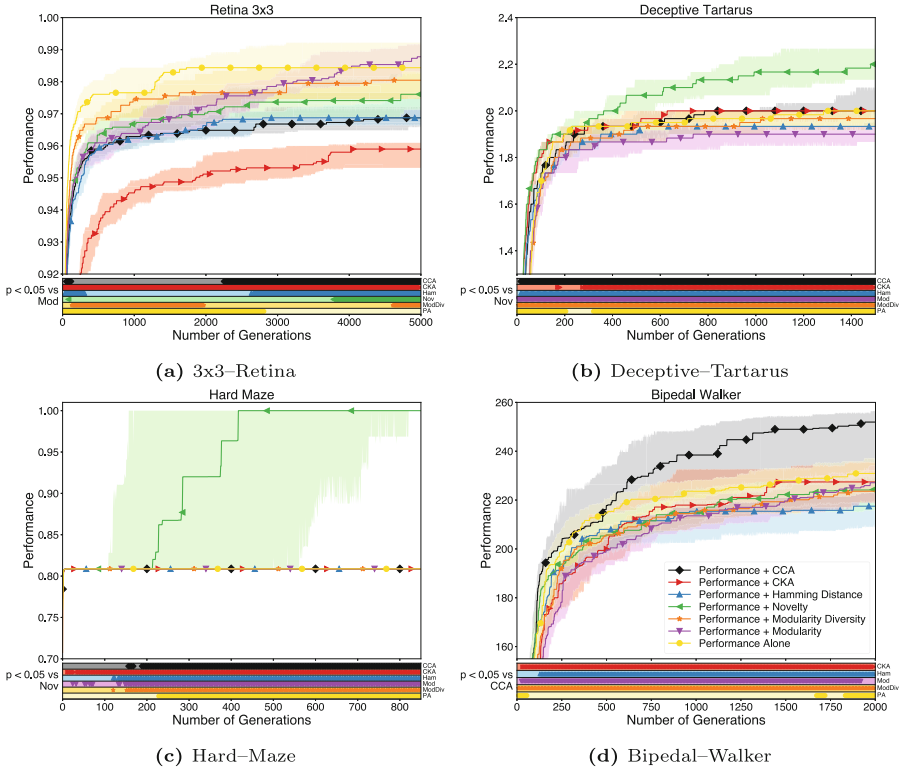 Retina 3x3
1.00
0.99
0.98
0.97
0.96
0.95
0.94
0.93
0.92
Performance
p < 0.05 vs
Mod
CCA
CKA
Ham
Nov
ModDiv
PA
0 1000 2000 3000 4000 5000
Number of Generations
(a) 3x3–Retina
Deceptive Tartarus
2.4
2.2
2.0
1.8
1.6
1.4
Performance
p < 0.05 vs
Nov
CCA
CKA
Ham
Mod
ModDiv
PA
0 200 400 600 800 1000 1200 1400
Number of Generations
(b) Deceptive–Tartarus
Hard Maze
1.00
0.95
0.90
0.85
0.80
0.75
0.70
Performance
p < 0.05 vs
Nov
CCA
CKA
Ham
Mod
ModDiv
PA
0 200 400 600 800
Number of Generations
(c) Hard–Maze
Bipedal Walker
260
240
220
200
180
160
Performance
Performance + CCA
Performance + CKA
Performance + Hamming Distance
Performance + Novelty
Performance + Modularity Diversity
Performance + Modularity
Performance Alone
p < 0.05 vs
CCA
CKA
Ham
Mod
ModDiv
PA
0 250 500 750 1000 1250 1500 1750 2000
Number of Generations
(d) Bipedal–Walker